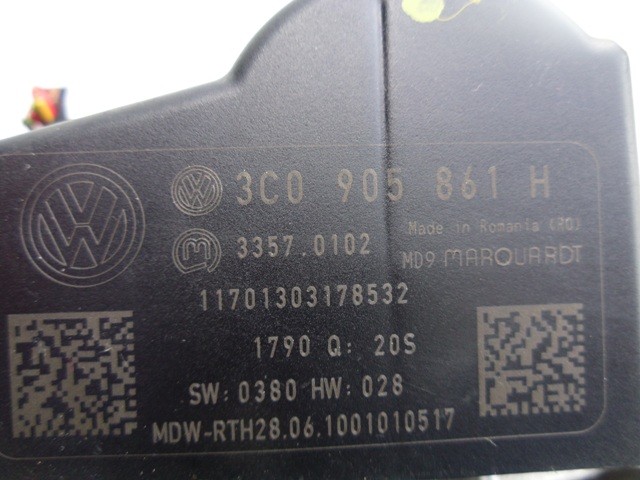 3C0 905 861 H
Made in Romania (RO)
3357.0102
MD9 MARQUARDT
11701303178532
1790 Q: 20S
SW: 0380 HW: 028
MDW-RTH28.06.1001010517